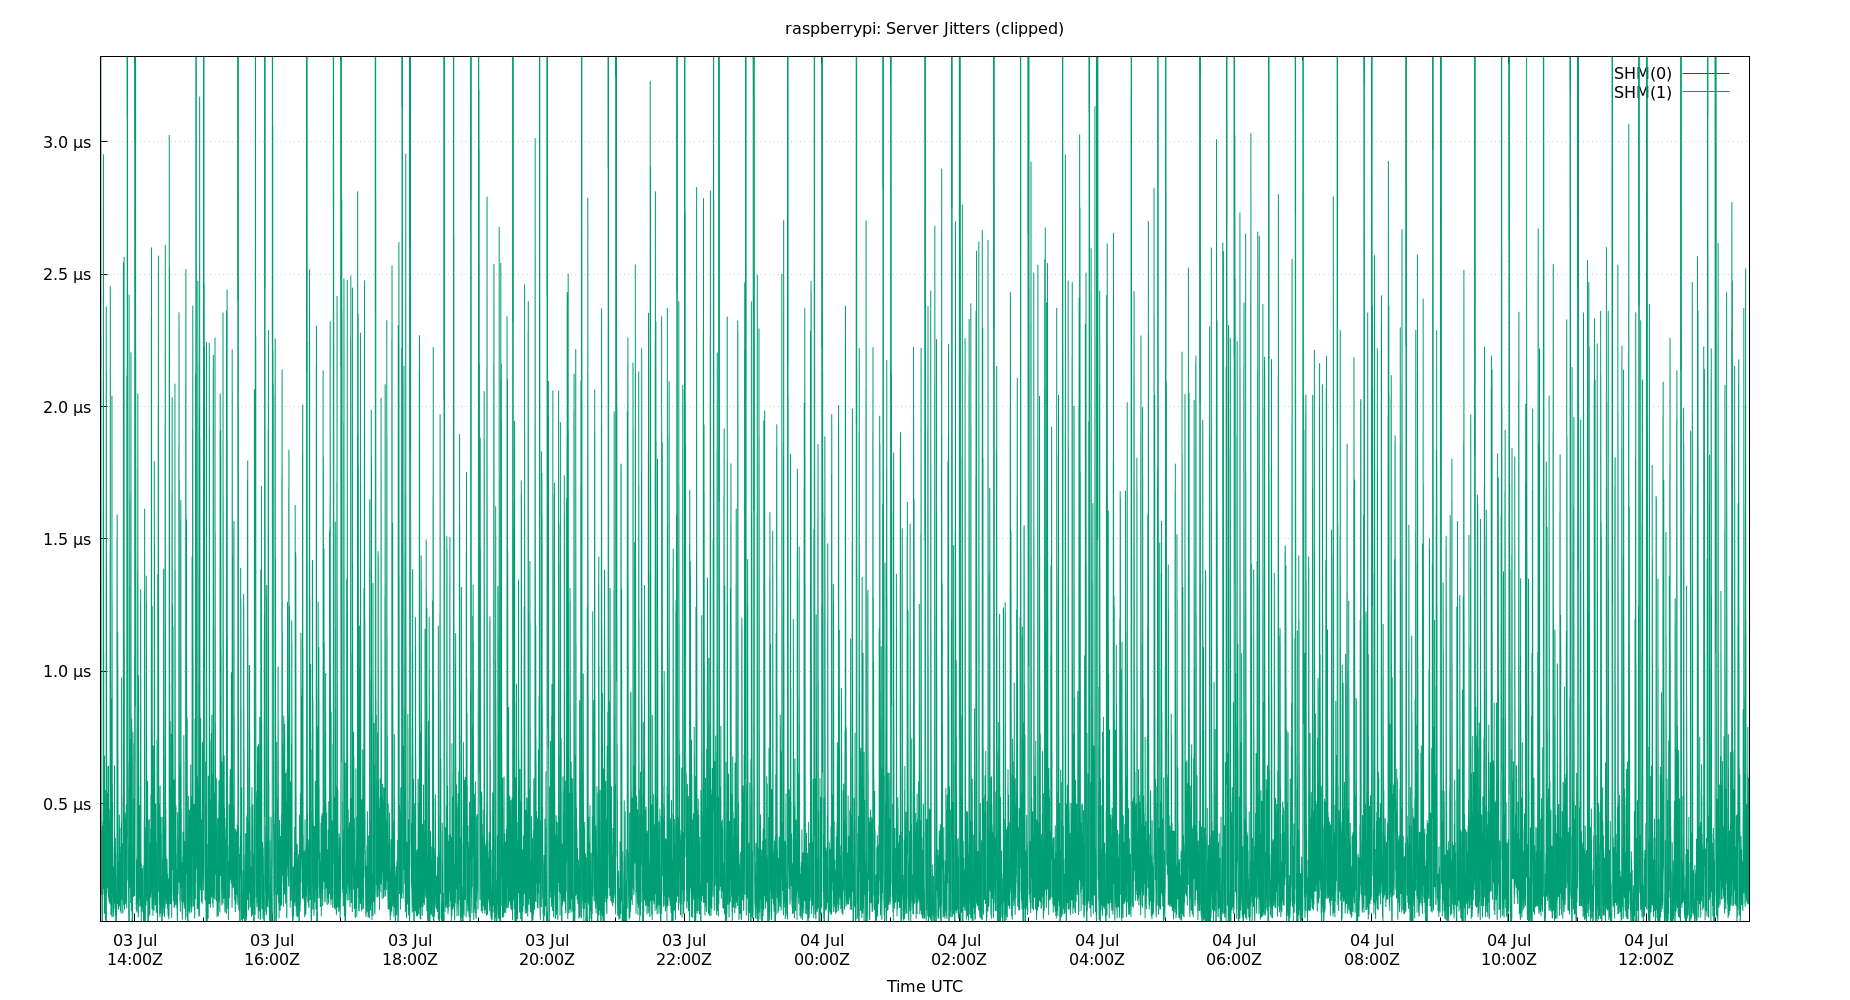 raspberrypi: Server Jitters (clipped)
SHM(0)
SHM(1)
3.0 µs
2.5 µs
2.0 µs
1.5 µs
1.0 µs
0.5 µs
03 Jul 03 Jul 03 Jul 03 Jul 03 Jul 04 Jul 04 Jul 04 Jul 04 Jul 04 Jul 04 Jul 04 Jul
14:00Z 16:00Z 18:00Z 20:00Z 22:00Z 00:00Z 02:00Z 04:00Z 06:00Z 08:00Z 10:00Z 12:00Z
Time UTC